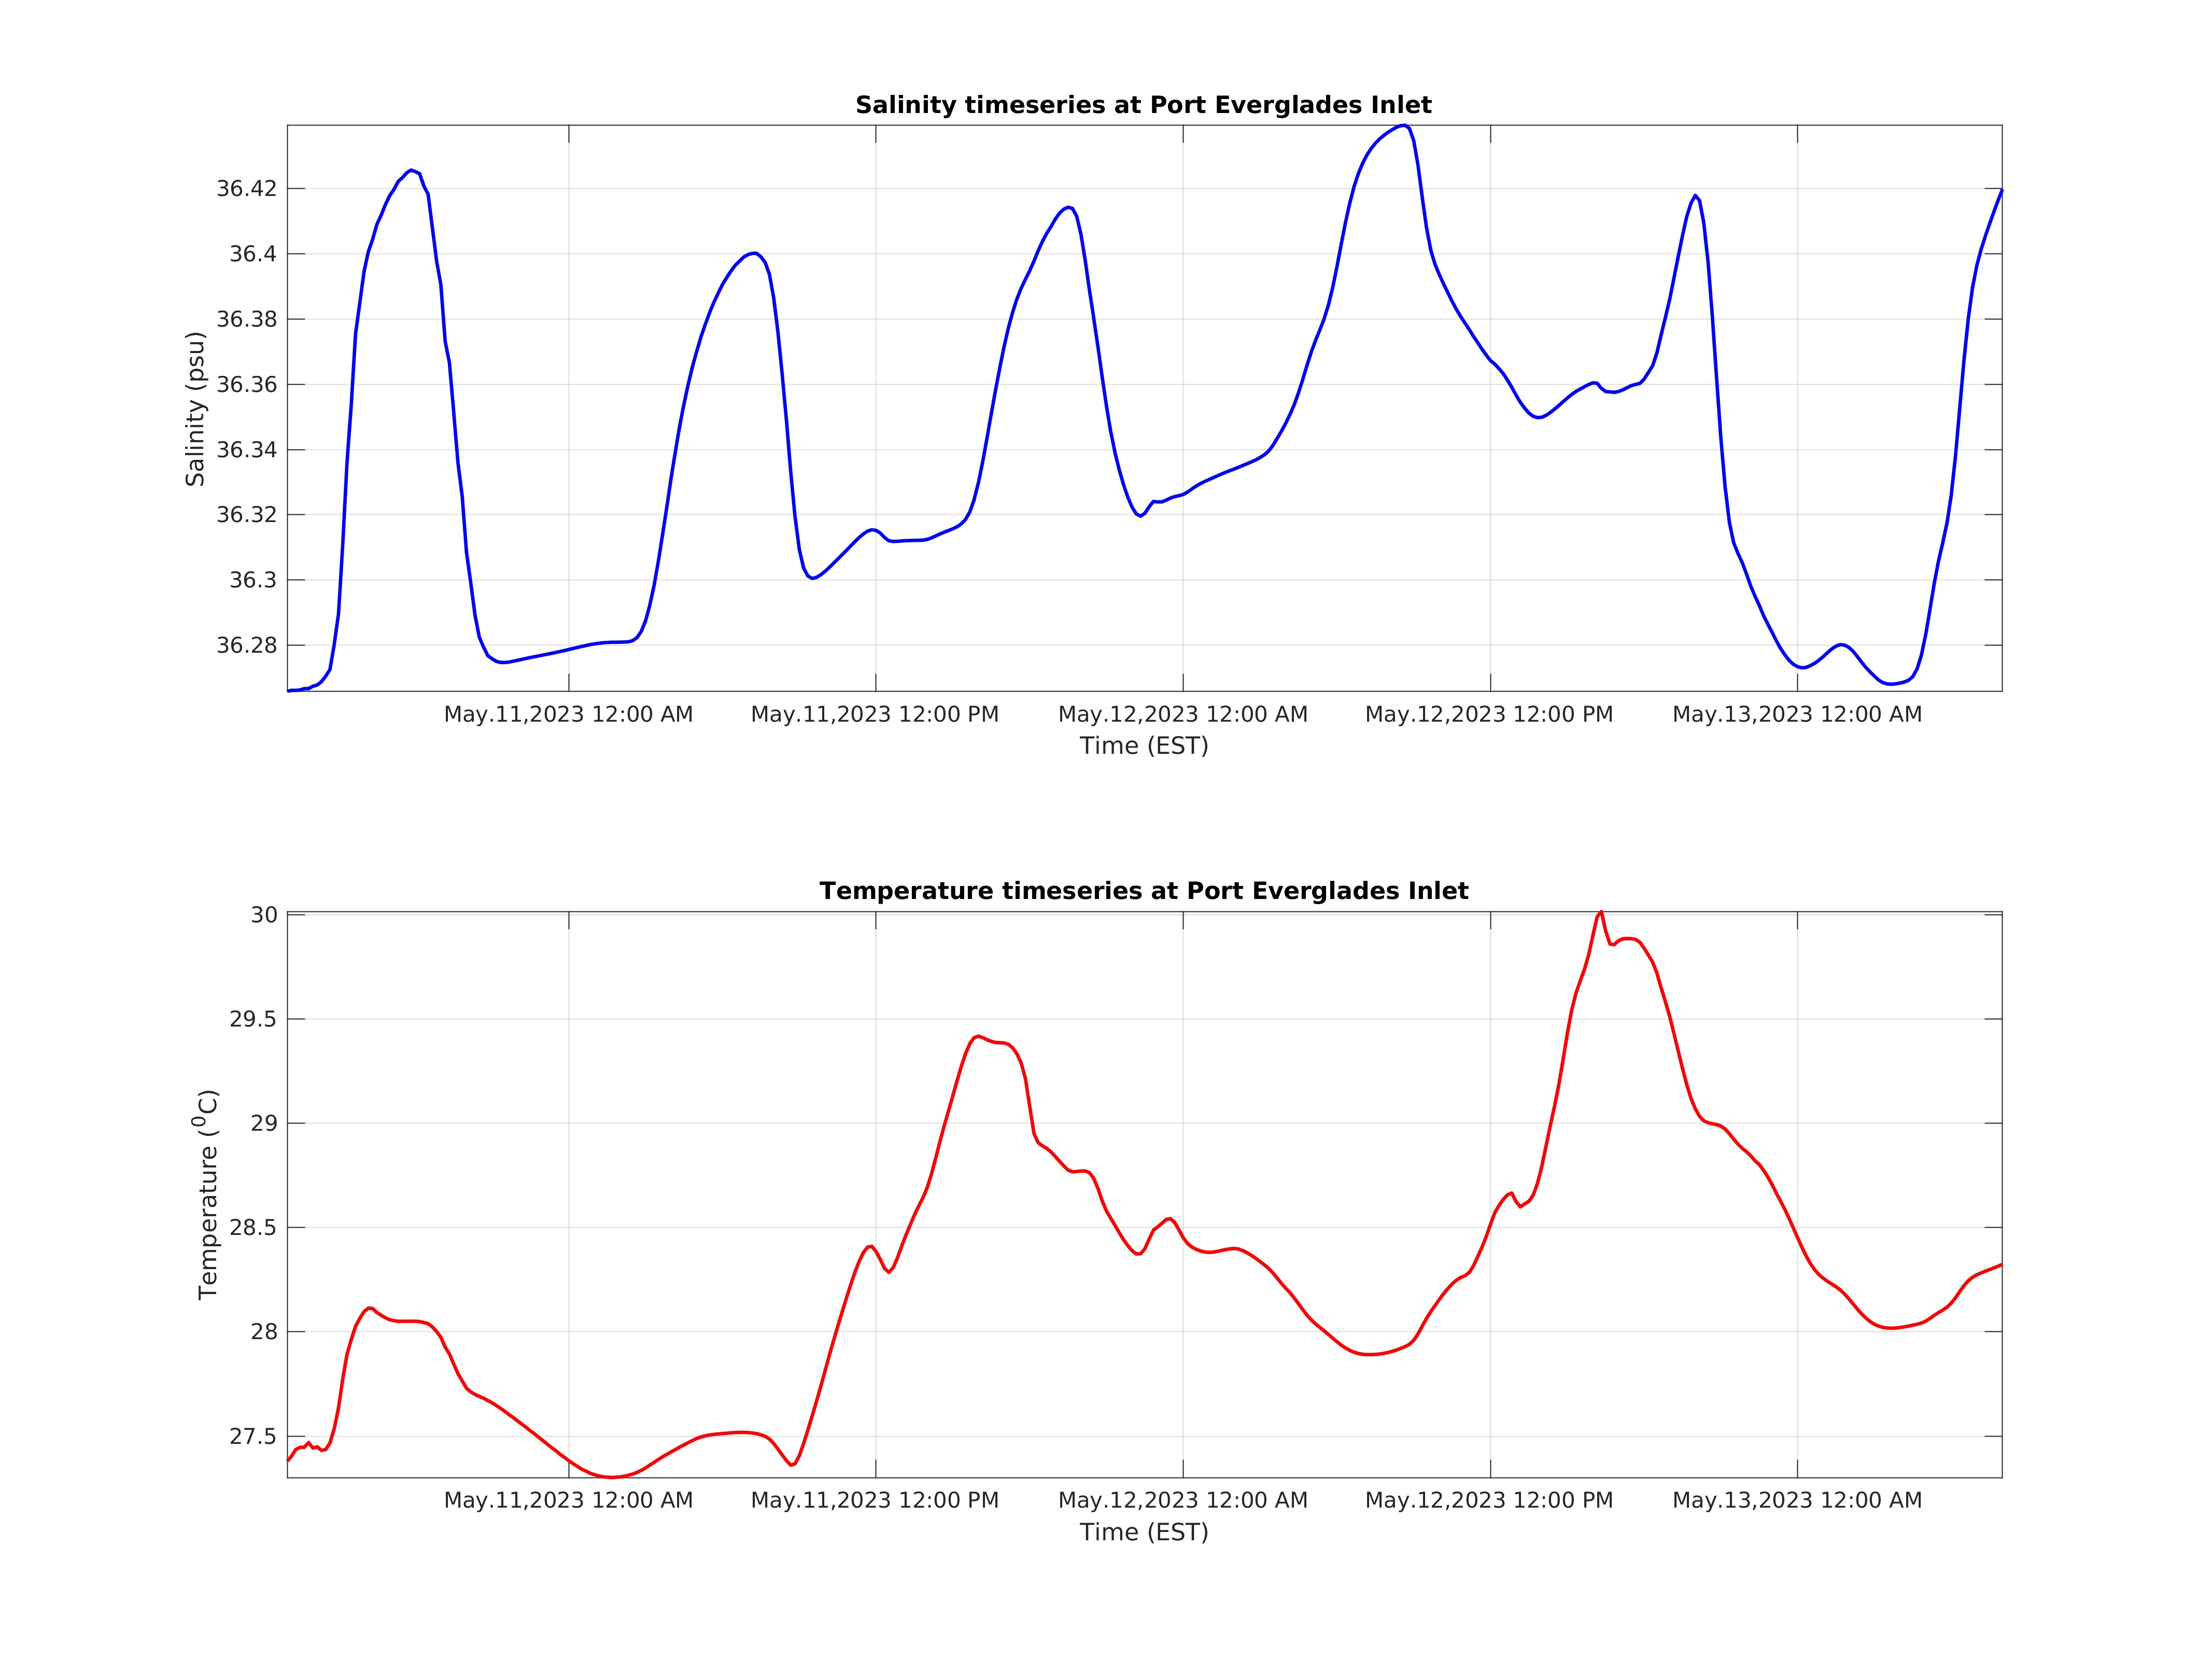 Salinity timeseries at Port Everglades Inlet
36.42
36.4
36.38
36.36
36.34
36.32
36.3
36.28
Salinity (psu)
May.11,2023 12:00 AM May.11,2023 12:00 PM May.12,2023 12:00 AM May.12,2023 12:00 PM May.13,2023 12:00 AM
Time (EST)
Temperature timeseries at Port Everglades Inlet
30
29.5
29
28.5
28
27.5
Temperature (⁰C)
May.11,2023 12:00 AM May.11,2023 12:00 PM May.12,2023 12:00 AM May.12,2023 12:00 PM May.13,2023 12:00 AM
Time (EST)